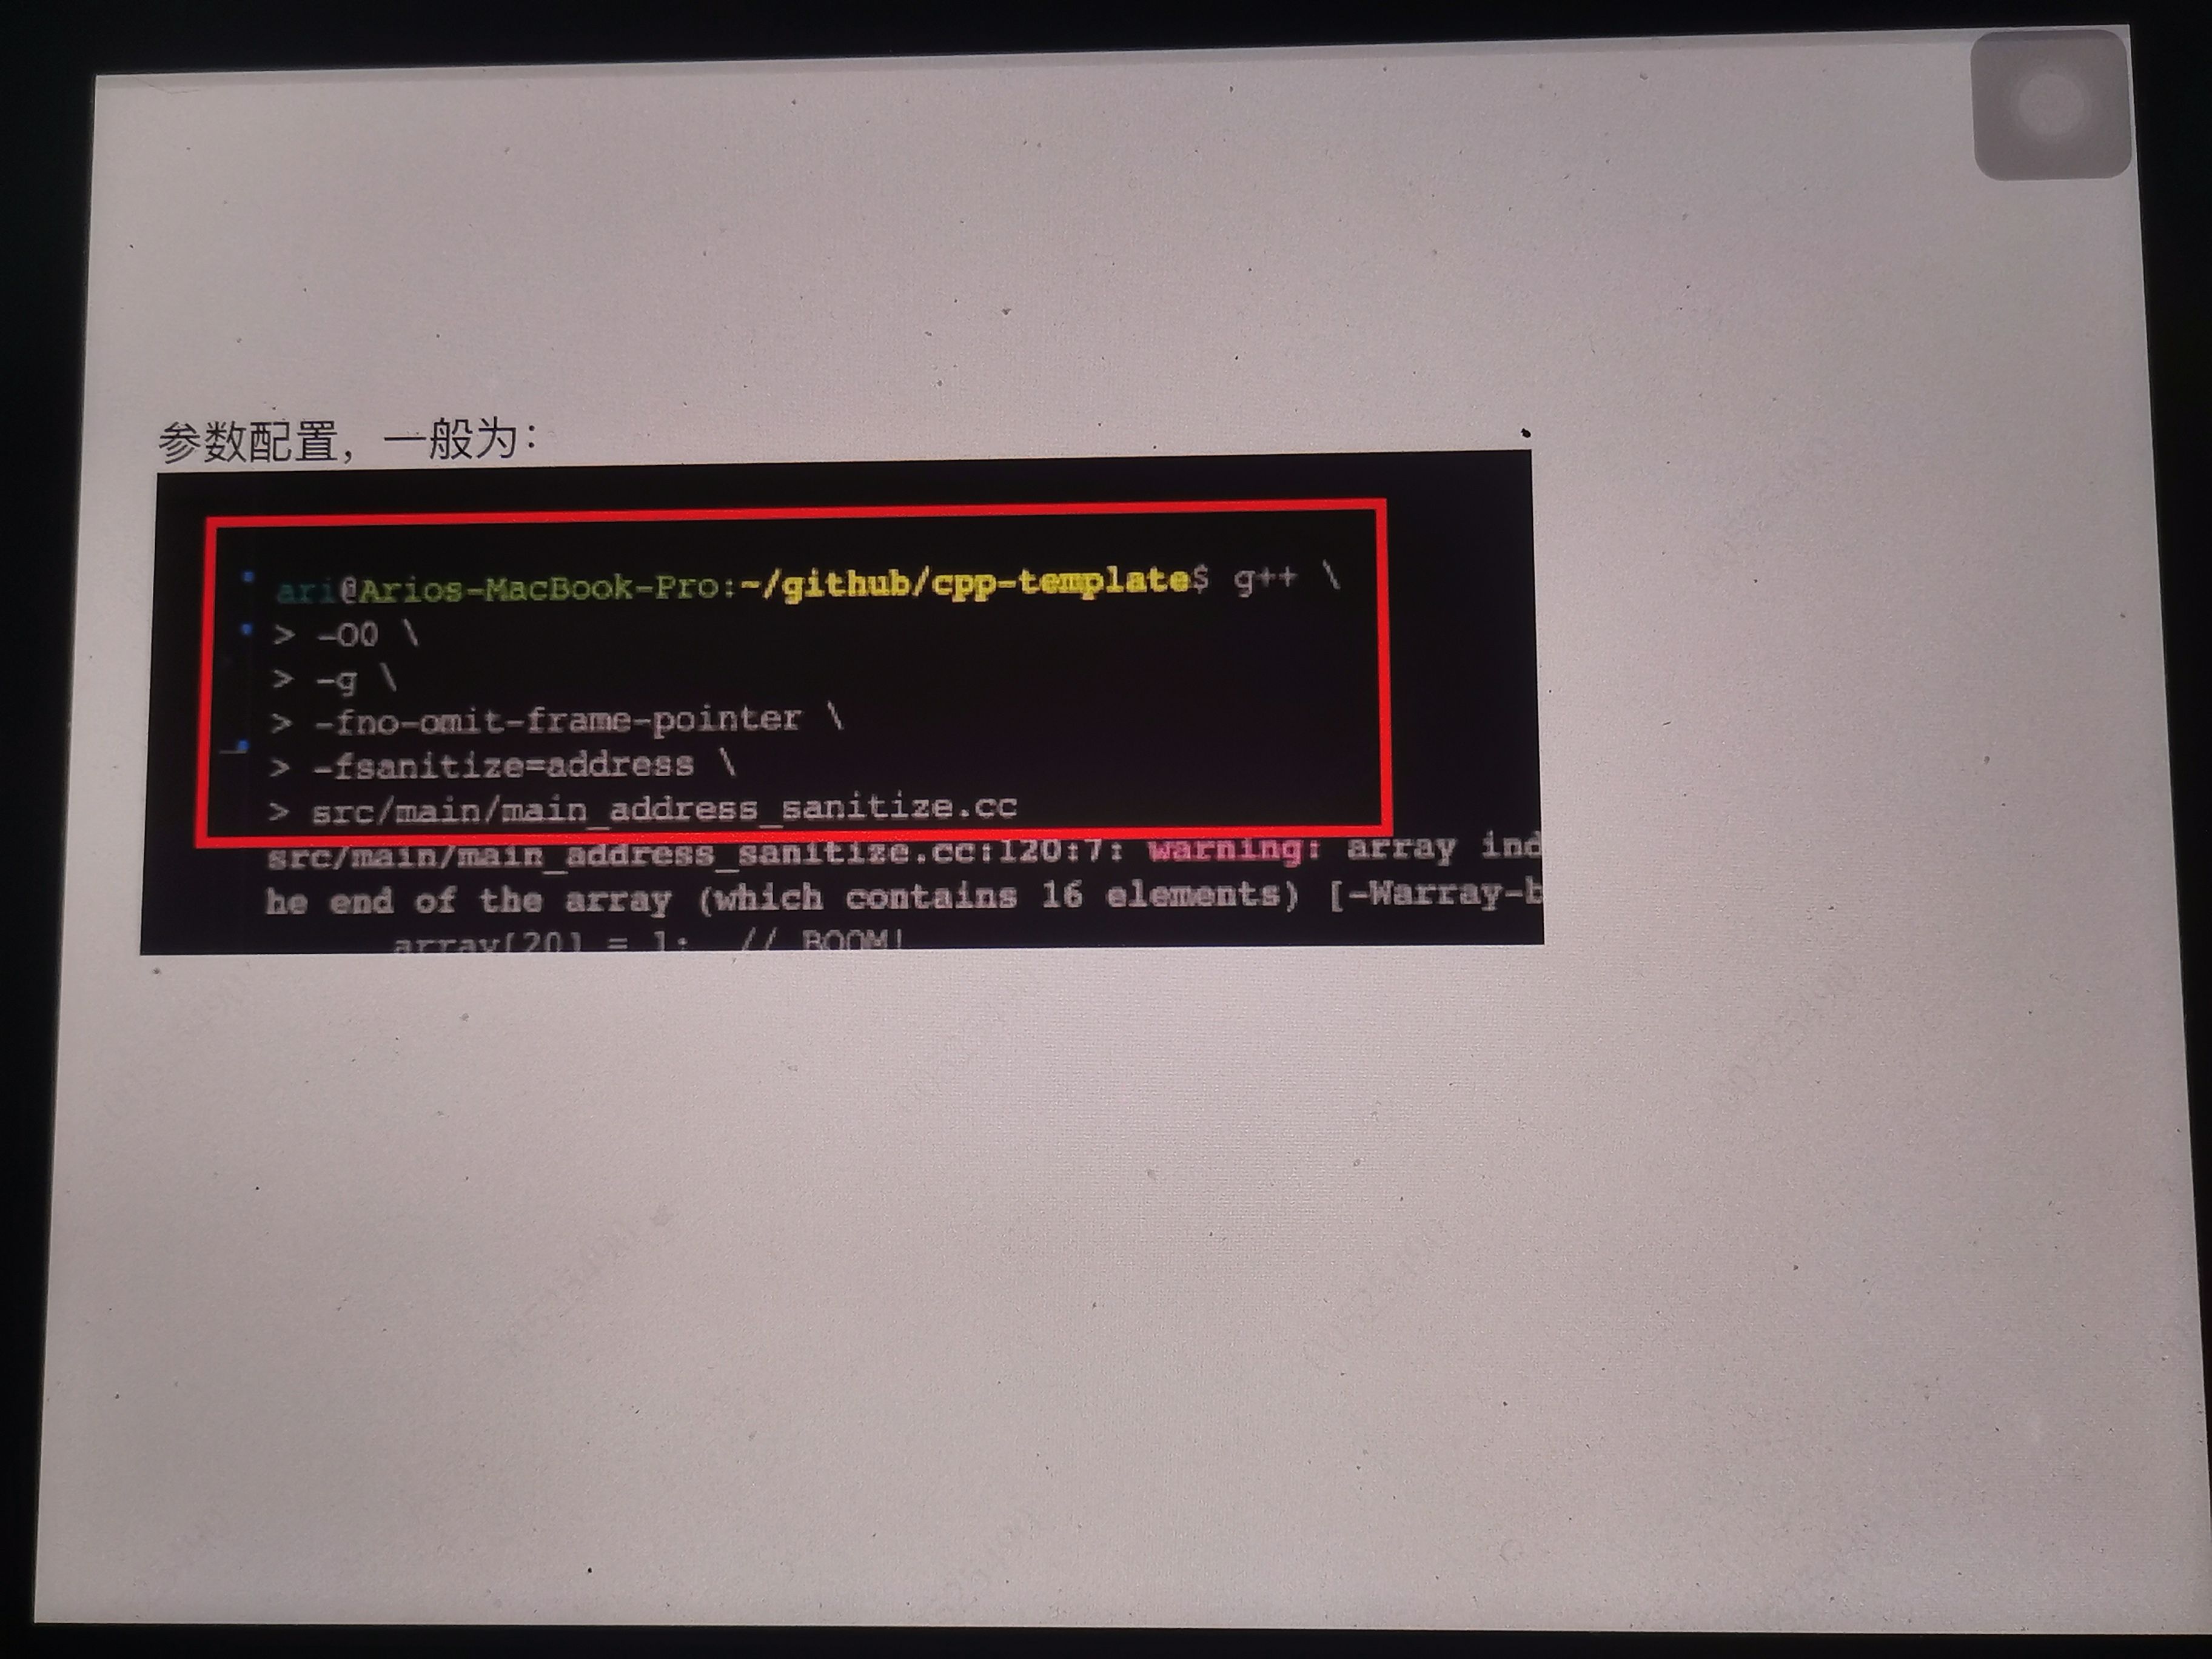 参数配置，一般为：
ari@Arios-MacBook-Pro:~/github/cpp-template$ g++ \
> -O0 \
> -g \
> -fno-omit-frame-pointer \
> -fsanitize=address \
> src/main/main_address_sanitize.cc
src/main/main_address_sanitize.cc:120:7: warning: array ind
he end of the array (which contains 16 elements) [-Warray-b
array[20] = 1; // BOOM!